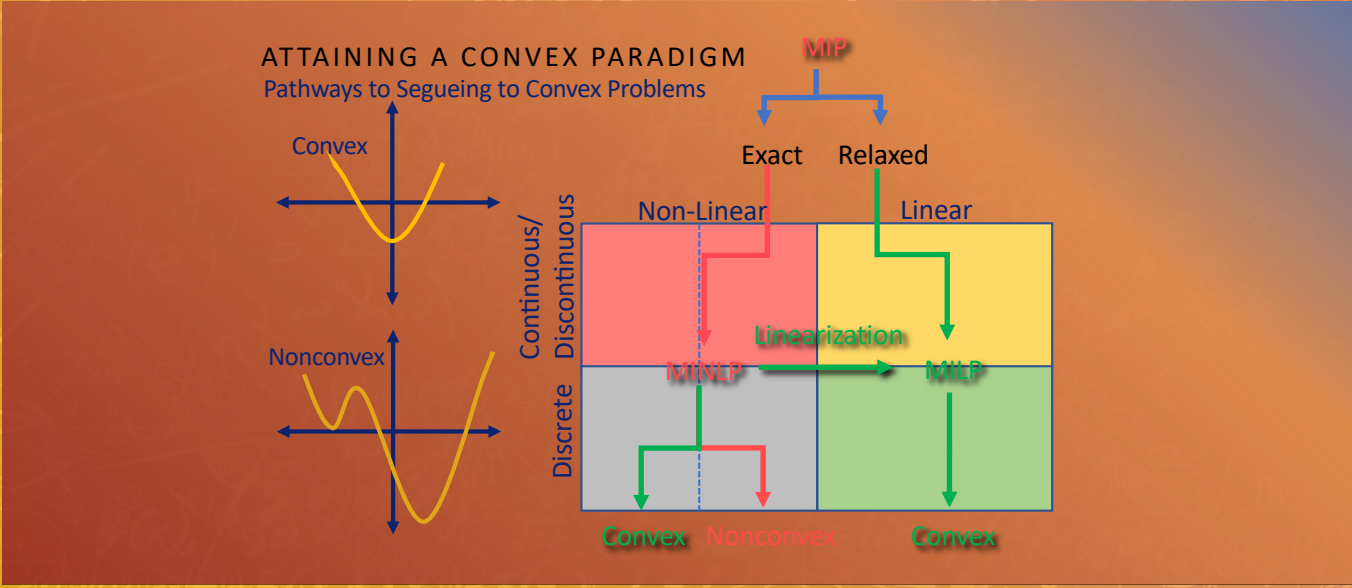 ATTAINING A CONVEX PARADIGM
Pathways to Segueing to Convex Problems
MIP
Convex
Exact
Relaxed
Non-Linear
Linear
Continuous/
Discontinuous
Linearization
Nonconvex
MINLP
MILP
Discrete
Convex
Nonconvex
Convex